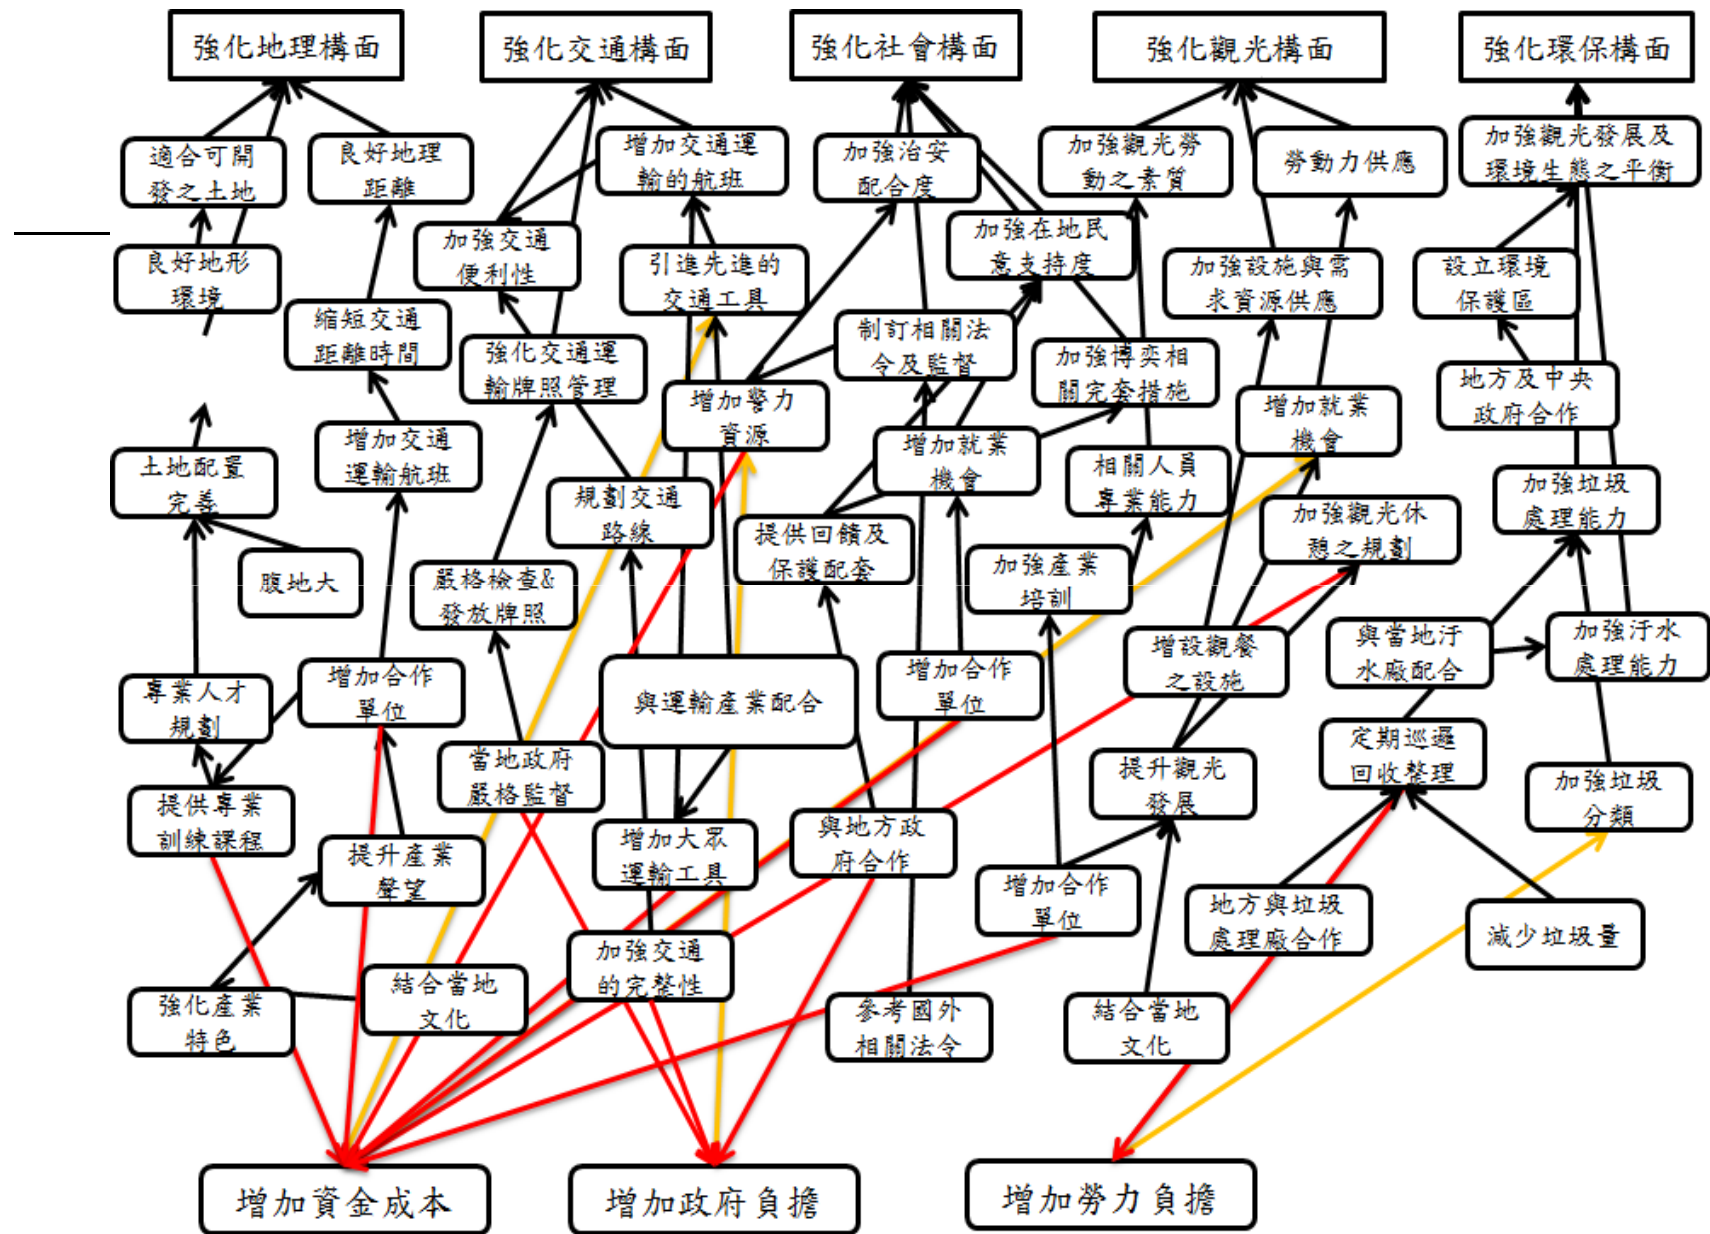 強化地理構面
強化交通構面
強化社會構面
強化觀光構面
強化環保構面
適合可開
發之土地
良好地理
距離
增加交通運
輸的航班
加強治安
配合度
加強觀光勞
動之素質
勞動力供應
加強觀光發展及
環境生態之平衡
良好地形
環境
加強交通
便利性
引進先進的
交通工具
加強在地民
意支持度
加強設施與需
求資源供應
設立環境
保護區
縮短交通
距離時間
強化交通運
輸牌照管理
制訂相關法
令及監督
加強博奕相
關完套措施
地方及中央
政府合作
增加警力
資源
增加就業
機會
增加交通
運輸航班
增加就業
機會
土地配置
完善
相關人員
專業能力
加強垃圾
處理能力
規劃交通
路線
加強觀光休
憩之規劃
提供回饋及
保護配套
腹地大
嚴格檢查&
發放牌照
加強產業
培訓
與當地汙
水廠配合
加強汙水
處理能力
專業人才
規劃
增加合作
單位
與運輸產業配合
增加合作
單位
增設觀餐
之設施
當地政府
嚴格監督
提升觀光
發展
定期巡邏
回收整理
加強垃圾
分類
提供專業
訓練課程
提升產業
聲望
增加大眾
運輸工具
與地方政
府合作
增加合作
單位
地方與垃圾
處理廠合作
減少垃圾量
強化產業
特色
結合當地
文化
加強交通
的完整性
參考國外
相關法令
結合當地
文化
增加資金成本
增加政府負擔
增加勞力負擔